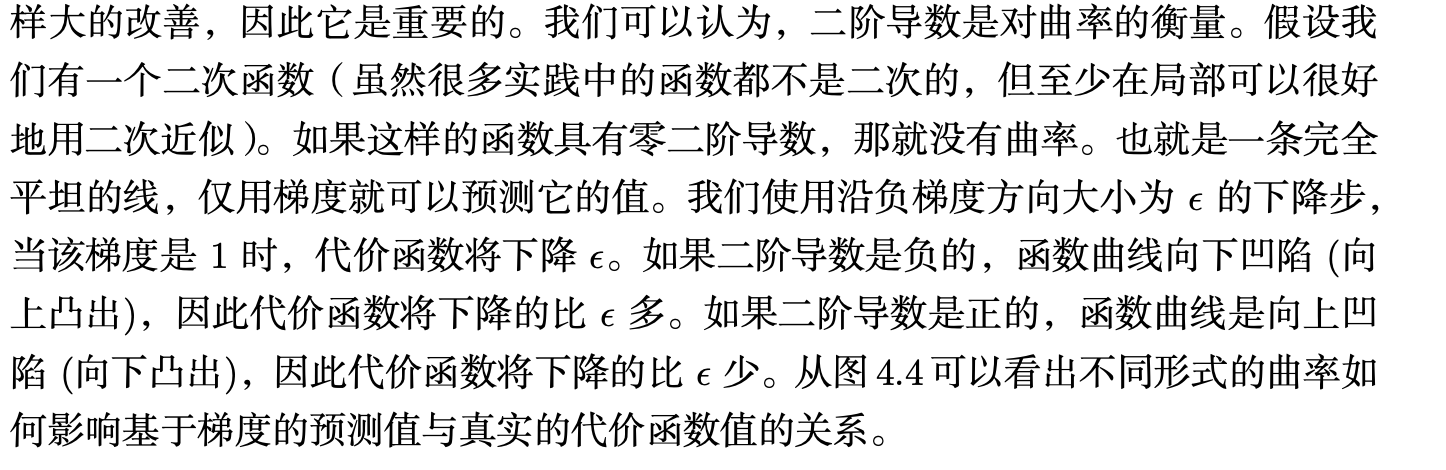 样大的改善，因此它是重要的。我们可以认为，二阶导数是对曲率的衡量。假设我
们有一个二次函数（虽然很多实践中的函数都不是二次的，但至少在局部可以很好
地用二次近似）。如果这样的函数具有零二阶导数，那就没有曲率。也就是一条完全
平坦的线，仅用梯度就可以预测它的值。我们使用沿负梯度方向大小为 ϵ 的下降步，
当该梯度是 1 时，代价函数将下降 ϵ。如果二阶导数是负的，函数曲线向下凹陷 (向
上凸出)，因此代价函数将下降的比 ϵ 多。如果二阶导数是正的，函数曲线是向上凹
陷 (向下凸出)，因此代价函数将下降的比 ϵ 少。从图 4.4 可以看出不同形式的曲率如
何影响基于梯度的预测值与真实的代价函数值的关系。